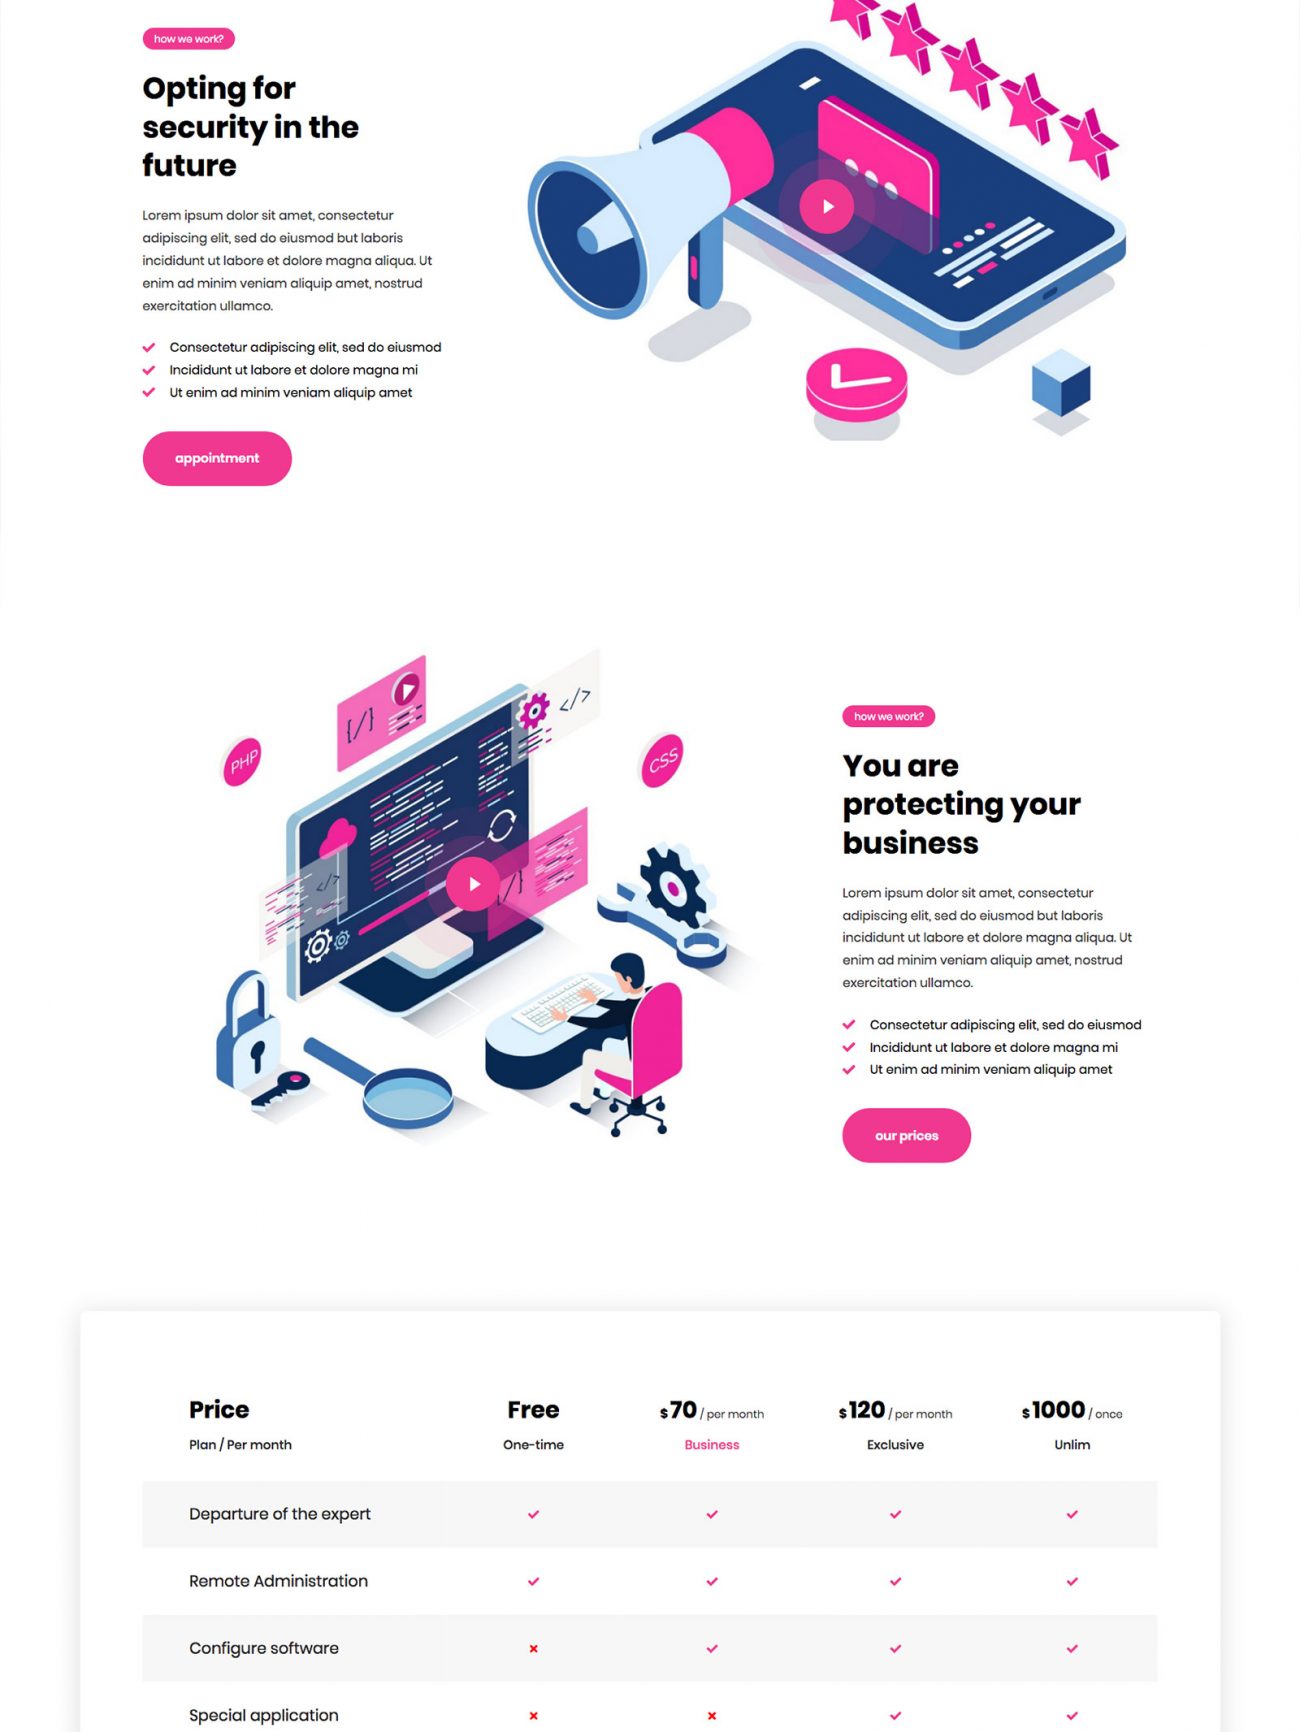 how we work?
Opting for
security in the
future
Lorem ipsum dolor sit amet, consectetur
adipiscing elit, sed do eiusmod but laboris
incididunt ut labore et dolore magna aliqua. Ut
enim ad minim veniam aliquip amet, nostrud
exercitation ullamco.
Consectetur adipiscing elit, sed do eiusmod
Incididunt ut labore et dolore magna mi
Ut enim ad minim veniam aliquip amet
appointment
{/}
</>
PHP
CSS
</>
{/}
how we work?
You are
protecting your
business
Lorem ipsum dolor sit amet, consectetur
adipiscing elit, sed do eiusmod but laboris
incididunt ut labore et dolore magna aliqua. Ut
enim ad minim veniam aliquip amet, nostrud
exercitation ullamco.
Consectetur adipiscing elit, sed do eiusmod
Incididunt ut labore et dolore magna mi
Ut enim ad minim veniam aliquip amet
our prices
Price Free $70 / per month $120 / per month $1000 / once
Plan / Per month One-time Business Exclusive Unlim
Departure of the expert
Remote Administration
Configure software
Special application